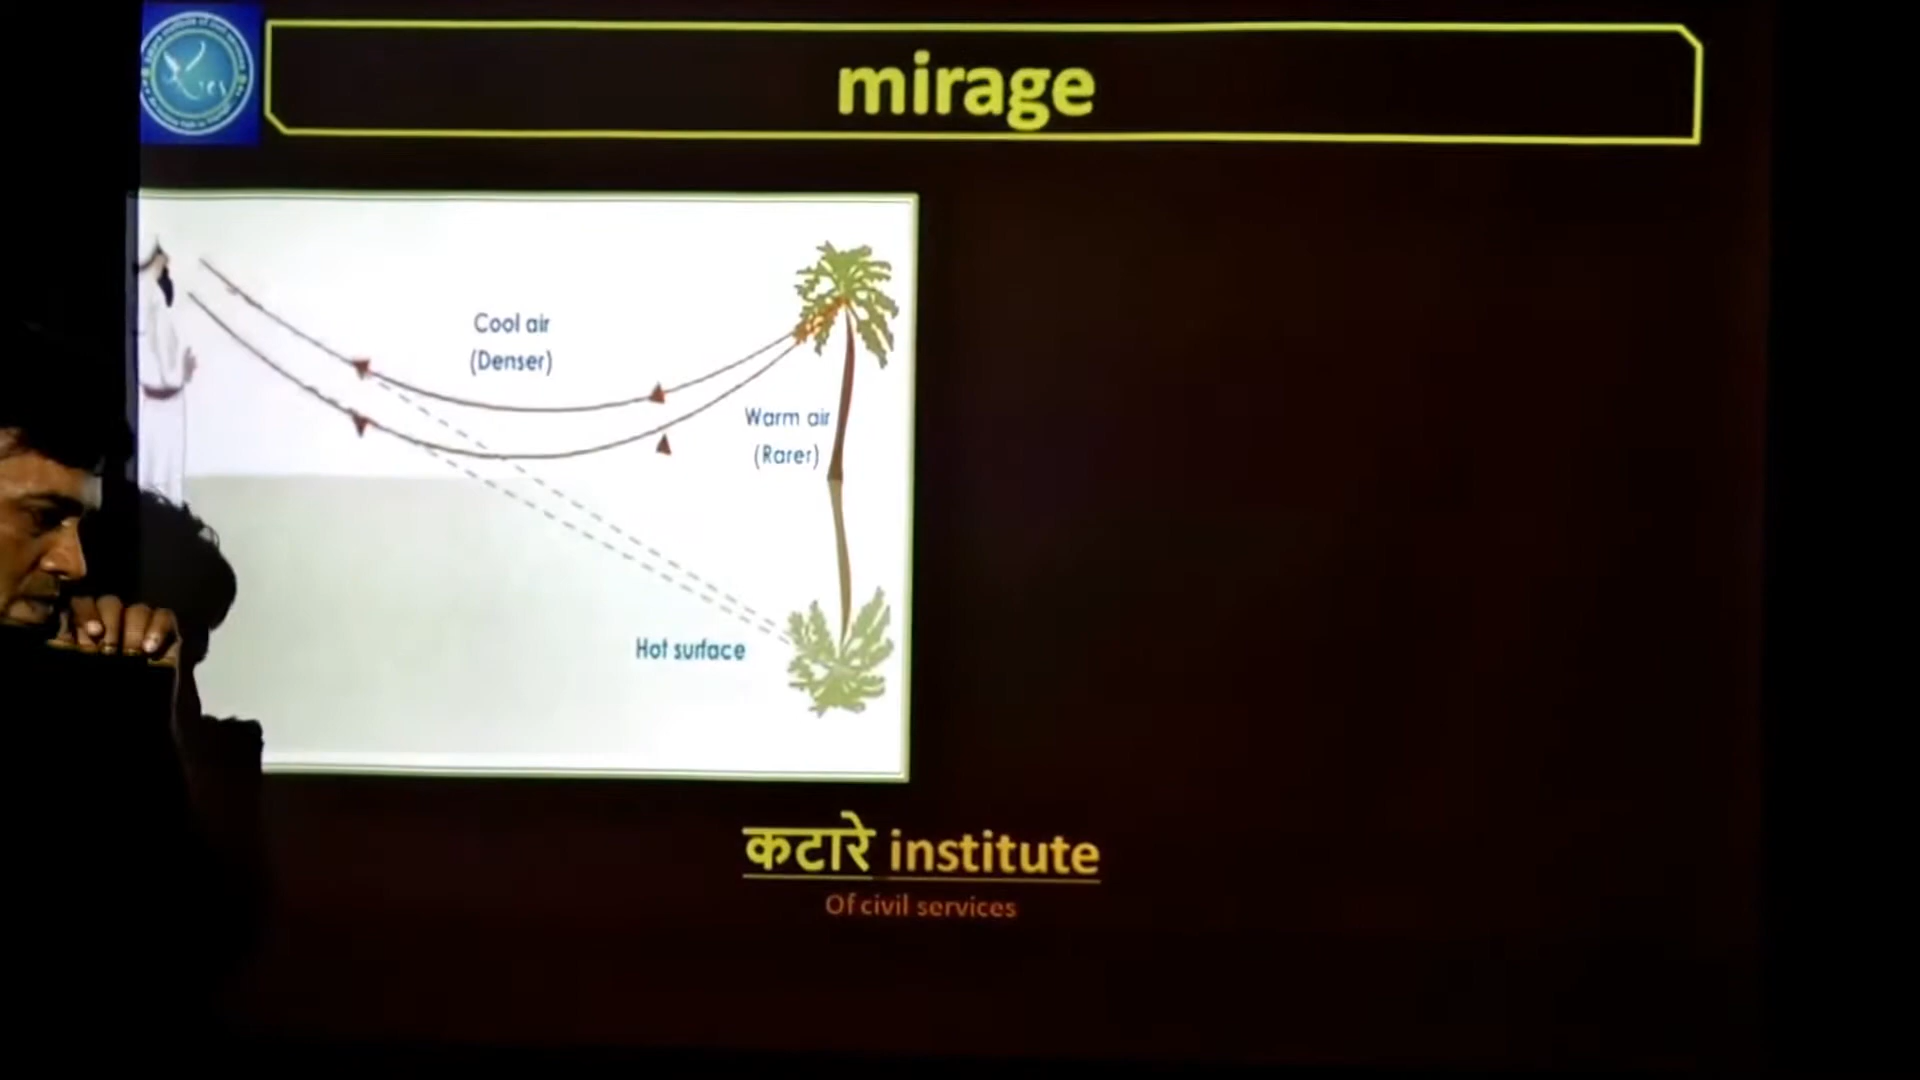 mirage
Cool air
(Denser)
Warm air
(Rarer)
Hot surface
कटारे institute
Of civil services